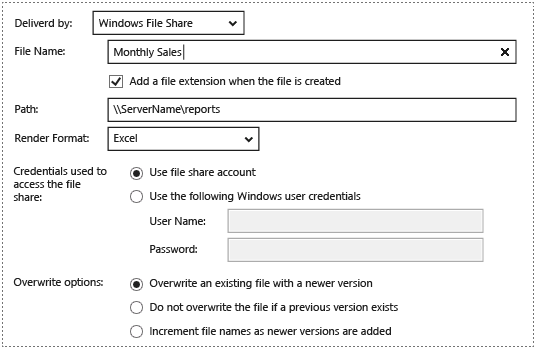 Deliverd by: Windows File Share
File Name: Monthly Sales
Add a file extension when the file is created
Path: \\ServerName\reports
Render Format: Excel
Credentials used to access the file share:
Use file share account
Use the following Windows user credentials
User Name:
Password:
Overwrite options:
Overwrite an existing file with a newer version
Do not overwrite the file if a previous version exists
Increment file names as newer versions are added